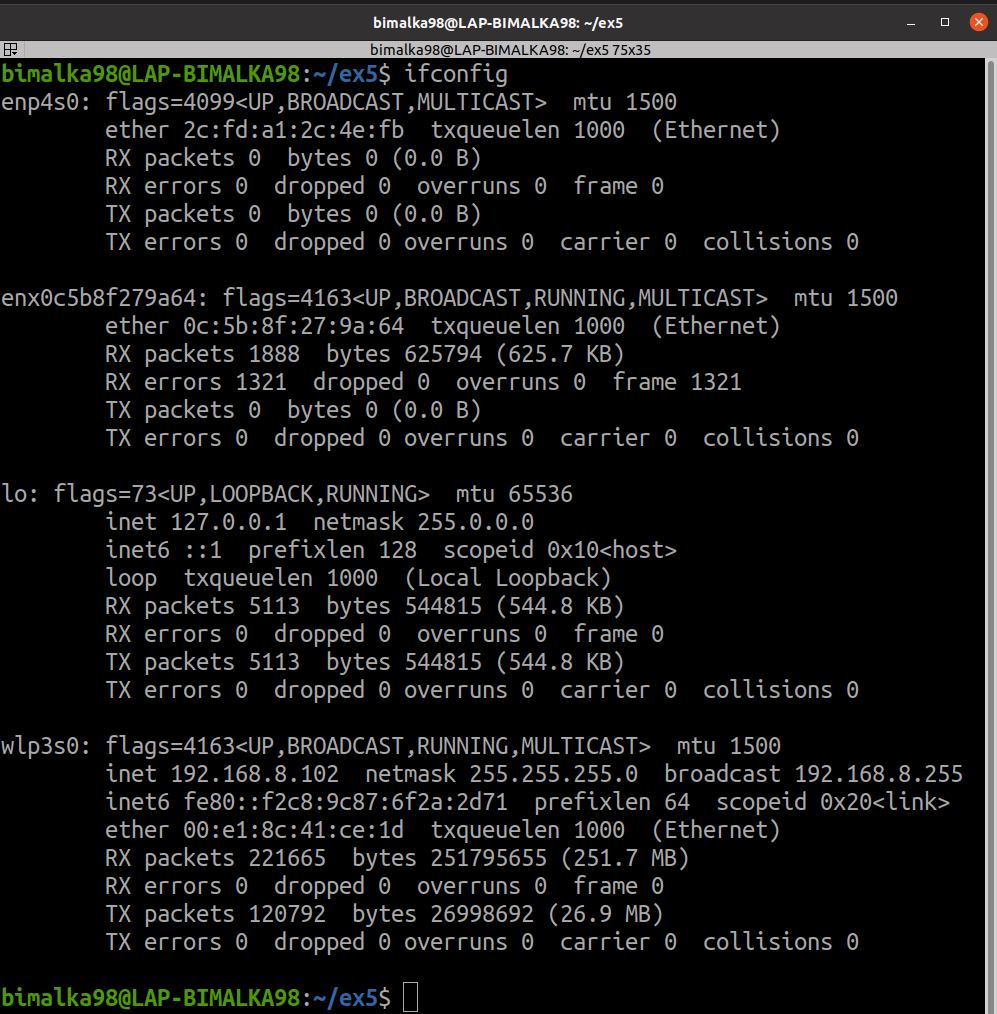 bimalka98@LAP-BIMALKA98: ~/ex5
bimalka98@LAP-BIMALKA98: ~/ex5 75x35
bimalka98@LAP-BIMALKA98:~/ex5$ ifconfig
enp4s0: flags=4099<UP,BROADCAST,MULTICAST>  mtu 1500
        ether 2c:fd:a1:2c:4e:fb  txqueuelen 1000  (Ethernet)
        RX packets 0  bytes 0 (0.0 B)
        RX errors 0  dropped 0  overruns 0  frame 0
        TX packets 0  bytes 0 (0.0 B)
        TX errors 0  dropped 0 overruns 0  carrier 0  collisions 0

enx0c5b8f279a64: flags=4163<UP,BROADCAST,RUNNING,MULTICAST>  mtu 1500
        ether 0c:5b:8f:27:9a:64  txqueuelen 1000  (Ethernet)
        RX packets 1888  bytes 625794 (625.7 KB)
        RX errors 1321  dropped 0  overruns 0  frame 1321
        TX packets 0  bytes 0 (0.0 B)
        TX errors 0  dropped 0 overruns 0  carrier 0  collisions 0

lo: flags=73<UP,LOOPBACK,RUNNING>  mtu 65536
        inet 127.0.0.1  netmask 255.0.0.0
        inet6 ::1  prefixlen 128  scopeid 0x10<host>
        loop  txqueuelen 1000  (Local Loopback)
        RX packets 5113  bytes 544815 (544.8 KB)
        RX errors 0  dropped 0  overruns 0  frame 0
        TX packets 5113  bytes 544815 (544.8 KB)
        TX errors 0  dropped 0 overruns 0  carrier 0  collisions 0

wlp3s0: flags=4163<UP,BROADCAST,RUNNING,MULTICAST>  mtu 1500
        inet 192.168.8.102  netmask 255.255.255.0  broadcast 192.168.8.255
        inet6 fe80::f2c8:9c87:6f2a:2d71  prefixlen 64  scopeid 0x20<link>
        ether 00:e1:8c:41:ce:1d  txqueuelen 1000  (Ethernet)
        RX packets 221665  bytes 251795655 (251.7 MB)
        RX errors 0  dropped 0  overruns 0  frame 0
        TX packets 120792  bytes 26998692 (26.9 MB)
        TX errors 0  dropped 0 overruns 0  carrier 0  collisions 0

bimalka98@LAP-BIMALKA98:~/ex5$